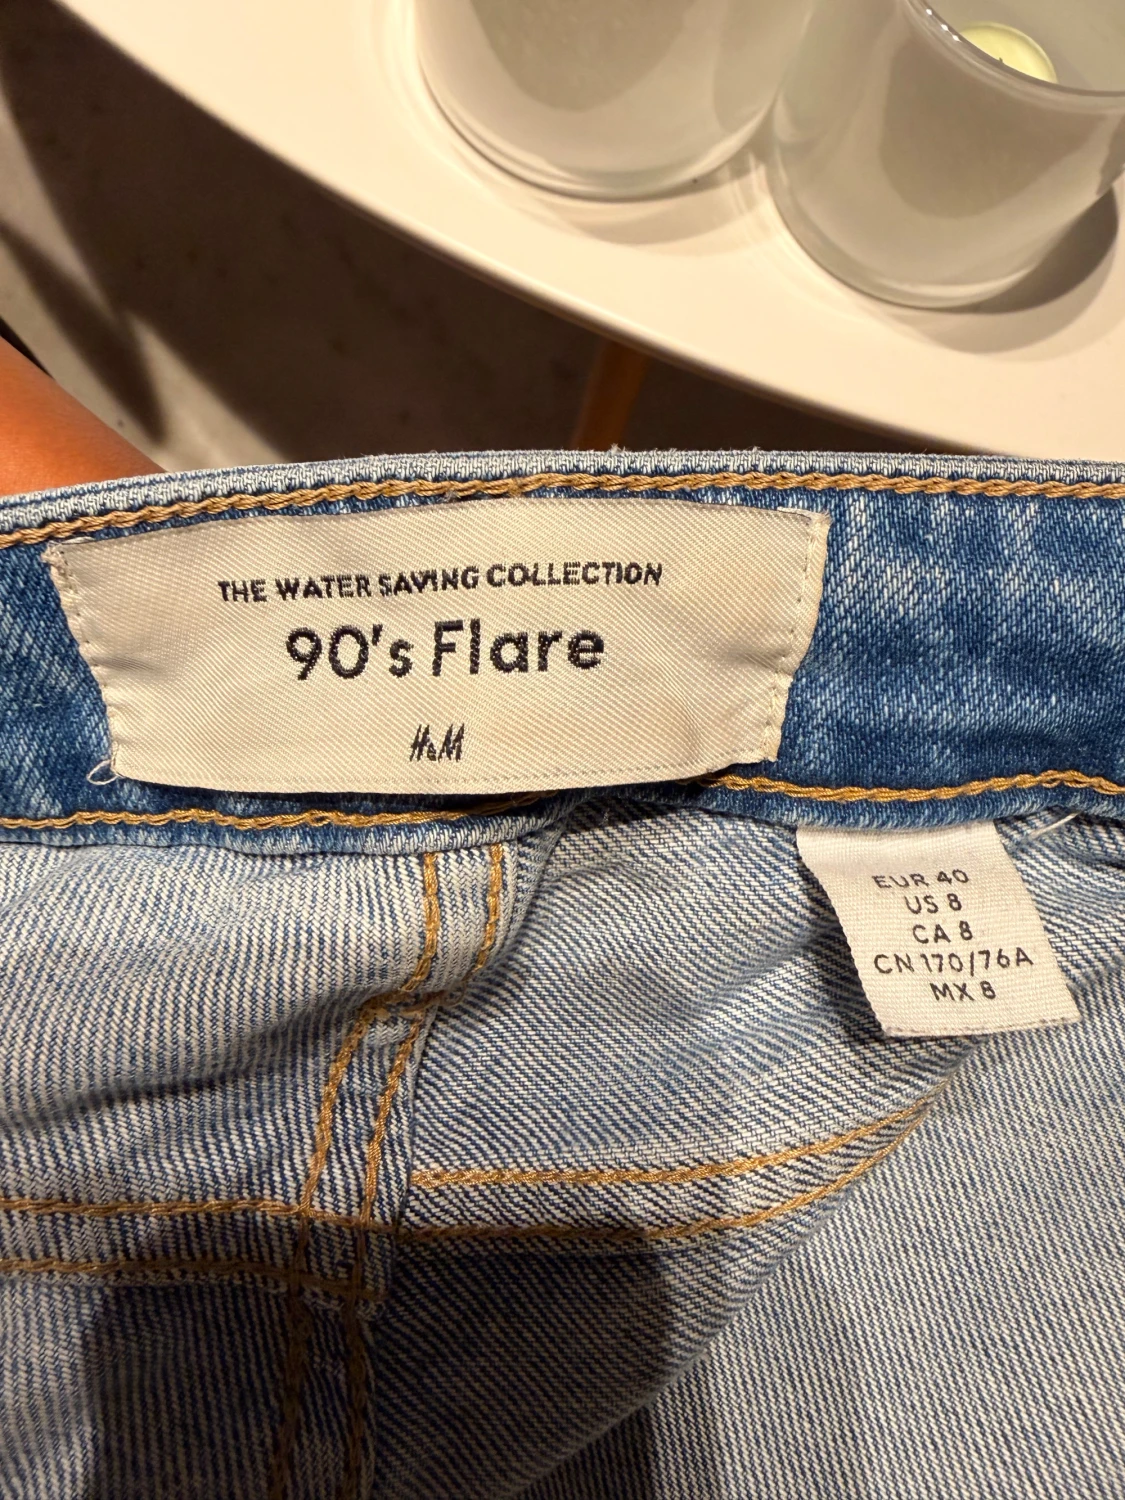 THE WATER SAVING COLLECTION
90's Flare
H&M
EUR 40
US 8
CA 8
CN 170/76A
MX 8